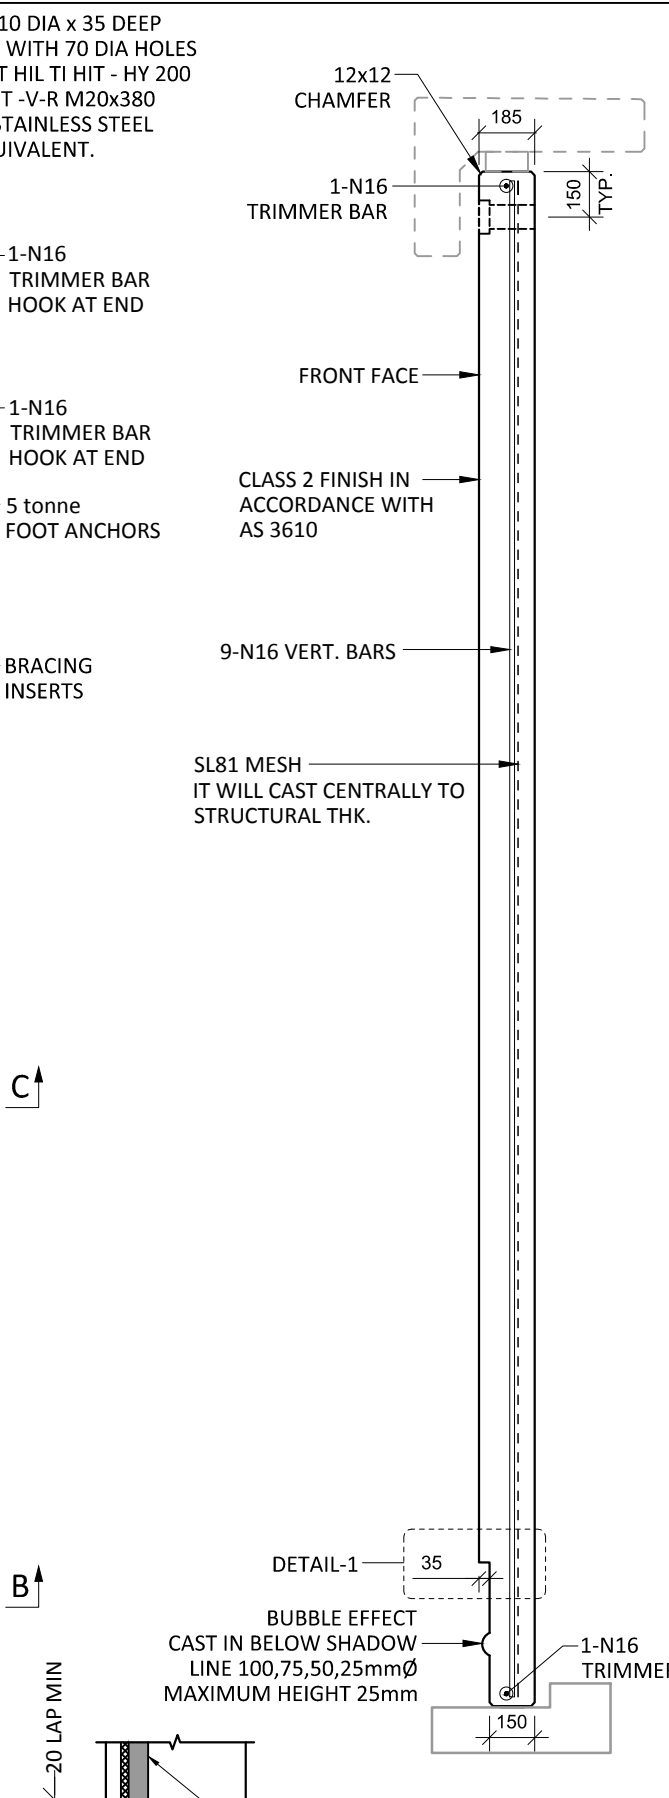 10 DIA x 35 DEEP
WITH 70 DIA HOLES
T HIL TI HIT - HY 200
T -V-R M20x380
STAINLESS STEEL
UIVALENT.
12x12
CHAMFER
185
150
TYP.
1-N16
TRIMMER BAR
1-N16
TRIMMER BAR
HOOK AT END
FRONT FACE
1-N16
TRIMMER BAR
HOOK AT END
CLASS 2 FINISH IN
ACCORDANCE WITH
AS 3610
5 tonne
FOOT ANCHORS
9-N16 VERT. BARS
BRACING
INSERTS
SL81 MESH
IT WILL CAST CENTRALLY TO
STRUCTURAL THK.
C
DETAIL-1
35
B
BUBBLE EFFECT
CAST IN BELOW SHADOW
LINE 100,75,50,25mmØ
MAXIMUM HEIGHT 25mm
1-N16
TRIMMER
150
20 LAP MIN